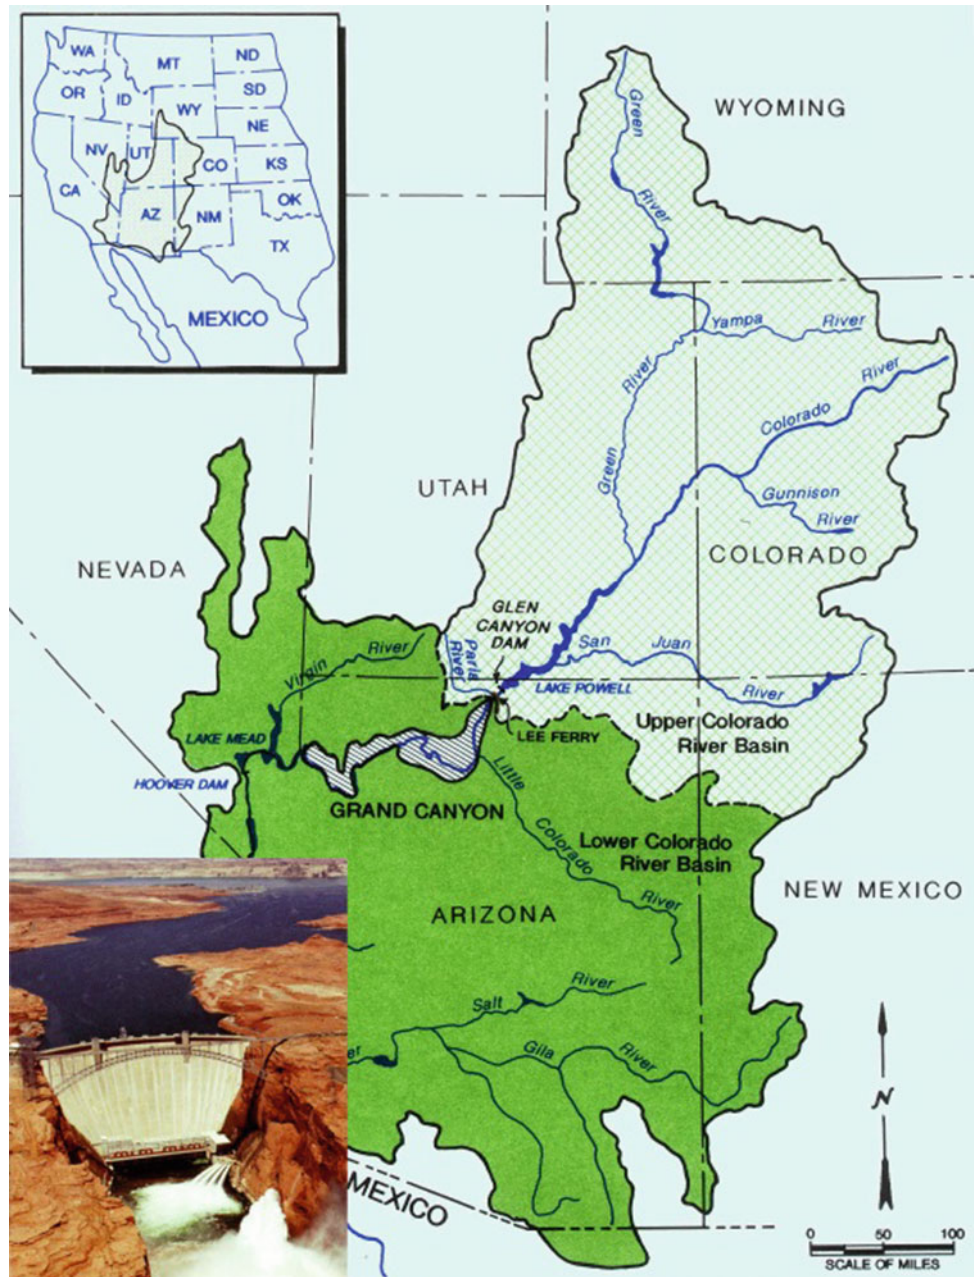 WA
MT
ND
OR
ID
SD
WY
NE
NV
UT
CO
KS
CA
AZ
NM
OK
TX
MEXICO
WYOMING
Green
River
Yampa River
Green River
Colorado River
Gunnison
River
UTAH
COLORADO
NEVADA
GLEN
CANYON
DAM
San Juan
River
Paria
River
Virgin River
LAKE POWELL
LEE FERRY
Upper Colorado
River Basin
LAKE MEAD
HOOVER DAM
GRAND CANYON
Little
Colorado
River
Lower Colorado
River Basin
ARIZONA
NEW MEXICO
Salt River
er
Gila River
N
MEXICO
0 50 100
SCALE OF MILES